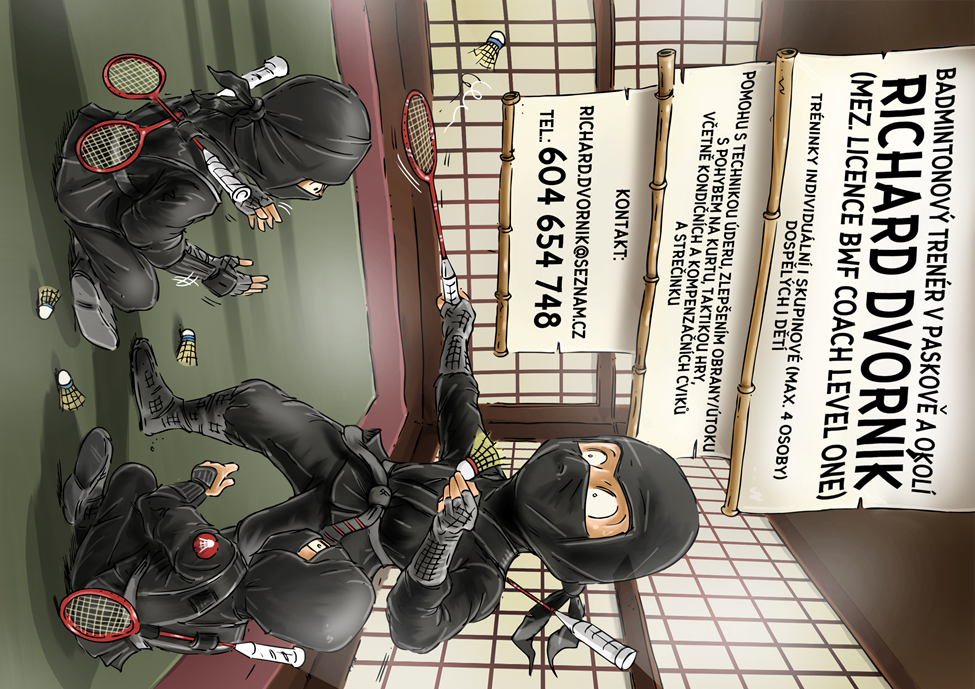 BADMINTONOVÝ TRENÉR V PASKOVĚ A OKOLÍ
RICHARD DVORNIK
(MEZ. LICENCE BWF COACH LEVEL ONE)
TRÉNINKY INDIVIDUÁLNÍ I SKUPINOVÉ (MAX. 4 OSOBY)
DOSPĚLÝCH I DĚTÍ
POMOHU S TECHNIKOU ÚDERU, ZLEPŠENÍM OBRANY/ÚTOKU
S POHYBEM NA KURTU, TAKTIKOU HRY,
VČETNĚ KONDIČNÍCH A KOMPENZAČNÍCH CVIKŮ
A STREČINKU
KONTAKT:
RICHARD.DVORNIK@SEZNAM.CZ
TEL.: 604 654 748